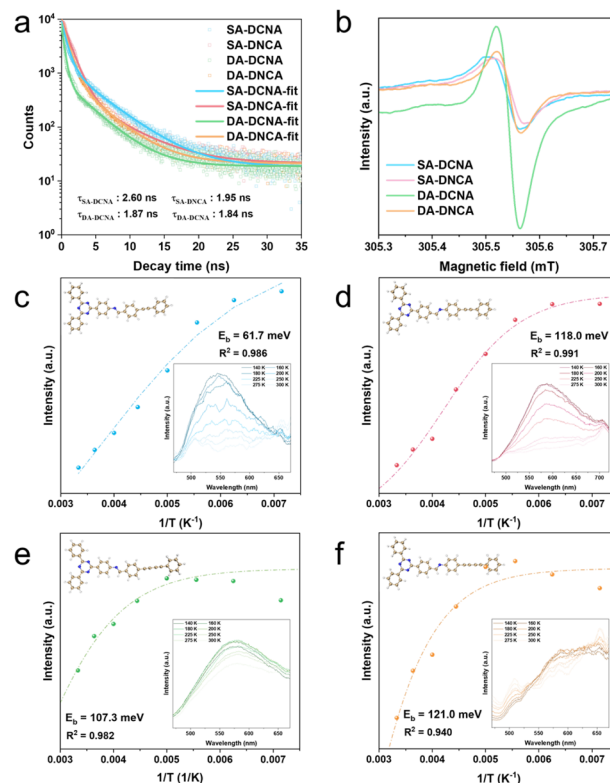 a
10⁴
10³
10²
10¹
10⁰
Counts
SA-DCNA
SA-DNCA
DA-DCNA
DA-DNCA
SA-DCNA-fit
SA-DNCA-fit
DA-DCNA-fit
DA-DNCA-fit
τSA-DCNA : 2.60 ns τSA-DNCA : 1.95 ns
τDA-DCNA : 1.87 ns τDA-DNCA : 1.84 ns
0 5 10 15 20 25 30 35
Decay time (ns)
b
Intensity (a.u.)
SA-DCNA
SA-DNCA
DA-DCNA
DA-DNCA
305.3 305.4 305.5 305.6 305.7
Magnetic field (mT)
c
Intensity (a.u.)
E_b = 61.7 meV
R² = 0.986
140 K 160 K
180 K 200 K
225 K 250 K
275 K 300 K
Intensity (a.u.)
500 550 600 650
Wavelength (nm)
0.003 0.004 0.005 0.006 0.007
1/T (K⁻¹)
d
Intensity (a.u.)
E_b = 118.0 meV
R² = 0.991
140 K 160 K
180 K 200 K
225 K 250 K
275 K 300 K
Intensity (a.u.)
500 550 600 650 700
Wavelength (nm)
0.003 0.004 0.005 0.006 0.007
1/T (K⁻¹)
e
Intensity (a.u.)
E_b = 107.3 meV
R² = 0.982
140 K 160 K
180 K 200 K
225 K 250 K
275 K 300 K
Intensity (a.u.)
500 550 600 650
Wavelength (nm)
0.003 0.004 0.005 0.006 0.007
1/T (1/K)
f
Intensity (a.u.)
E_b = 121.0 meV
R² = 0.940
140 K 160 K
180 K 200 K
225 K 250 K
275 K 300 K
Intensity (a.u.)
500 550 600 650
Wavelength (nm)
0.003 0.004 0.005 0.006 0.007
1/T (K⁻¹)